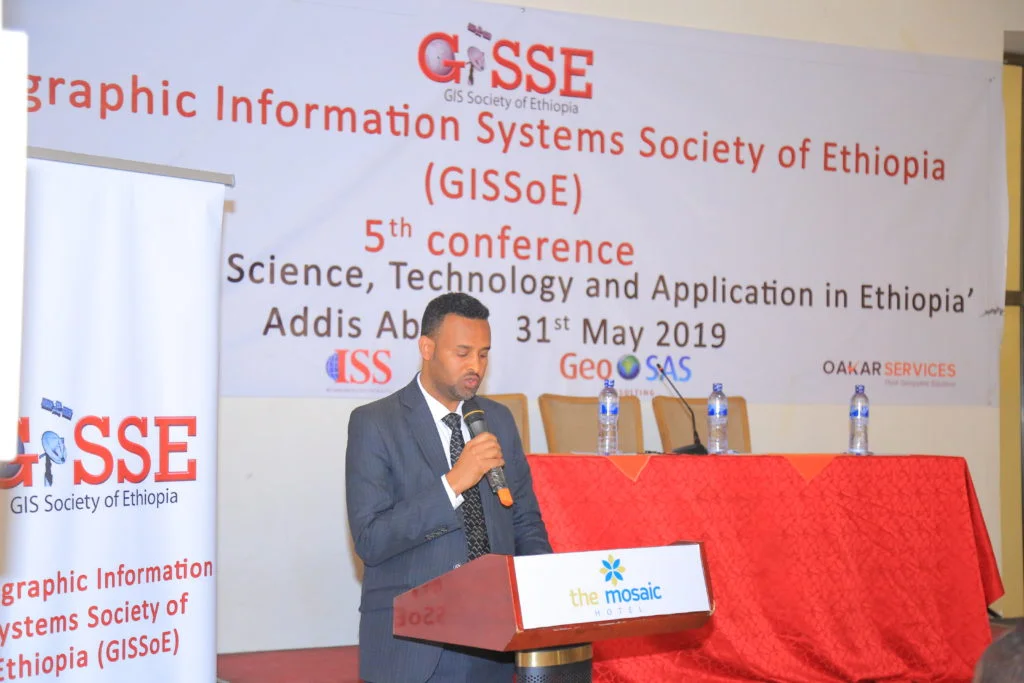 GISSE
GIS Society of Ethiopia
graphic Information Systems Society of Ethiopia
(GISSoE)
5th conference
Science, Technology and Application in Ethiopia’
Addis Ab 31st May 2019
ISS
Geo SAS
OAKAR SERVICES
GISSE
GIS Society of Ethiopia
graphic Information
ystems Society of
Ethiopia (GISSoE)
the mosaic
HOTEL